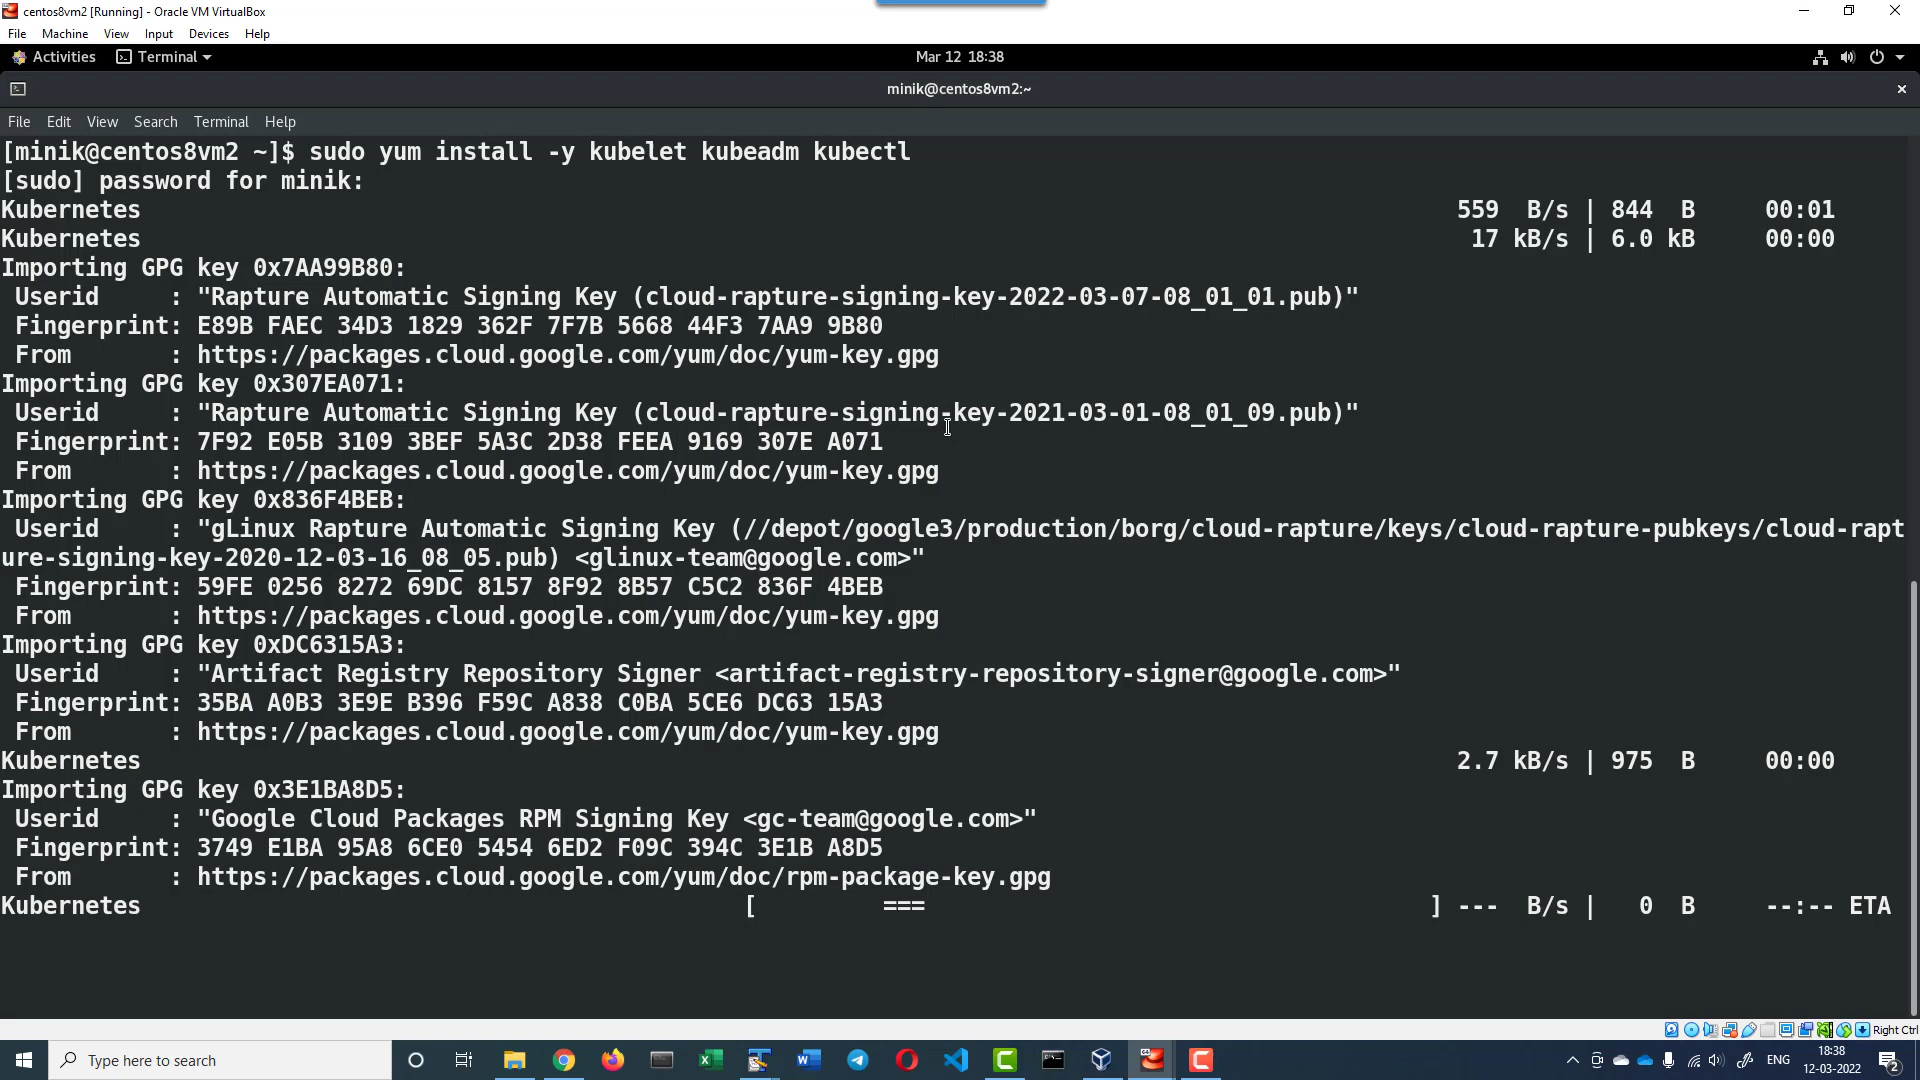 centos8vm2 [Running] - Oracle VM VirtualBox
File Machine View Input Devices Help
Activities Terminal Mar 12 18:38
minik@centos8vm2:~
File Edit View Search Terminal Help
[minik@centos8vm2 ~]$ sudo yum install -y kubelet kubeadm kubectl
[sudo] password for minik:
Kubernetes 559 B/s | 844 B 00:01
Kubernetes 17 kB/s | 6.0 kB 00:00
Importing GPG key 0x7AA99B80:
Userid : "Rapture Automatic Signing Key (cloud-rapture-signing-key-2022-03-07-08_01_01.pub)"
Fingerprint: E89B FAEC 34D3 1829 362F 7F7B 5668 44F3 7AA9 9B80
From : https://packages.cloud.google.com/yum/doc/yum-key.gpg
Importing GPG key 0x307EA071:
Userid : "Rapture Automatic Signing Key (cloud-rapture-signing-key-2021-03-01-08_01_09.pub)"
Fingerprint: 7F92 E05B 3109 3BEF 5A3C 2D38 FEEA 9169 307E A071
From : https://packages.cloud.google.com/yum/doc/yum-key.gpg
Importing GPG key 0x836F4BEB:
Userid : "gLinux Rapture Automatic Signing Key (//depot/google3/production/borg/cloud-rapture/keys/cloud-rapture-pubkeys/cloud-rapt
ure-signing-key-2020-12-03-16_08_05.pub) <glinux-team@google.com>"
Fingerprint: 59FE 0256 8272 69DC 8157 8F92 8B57 C5C2 836F 4BEB
From : https://packages.cloud.google.com/yum/doc/yum-key.gpg
Importing GPG key 0xDC6315A3:
Userid : "Artifact Registry Repository Signer <artifact-registry-repository-signer@google.com>"
Fingerprint: 35BA A0B3 3E9E B396 F59C A838 C0BA 5CE6 DC63 15A3
From : https://packages.cloud.google.com/yum/doc/yum-key.gpg
Kubernetes 2.7 kB/s | 975 B 00:00
Importing GPG key 0x3E1BA8D5:
Userid : "Google Cloud Packages RPM Signing Key <gc-team@google.com>"
Fingerprint: 3749 E1BA 95A8 6CE0 5454 6ED2 F09C 394C 3E1B A8D5
From : https://packages.cloud.google.com/yum/doc/rpm-package-key.gpg
Kubernetes [ === ] --- B/s | 0 B --:-- ETA
Right Ctrl
Type here to search ENG 18:38
12-03-2022 2